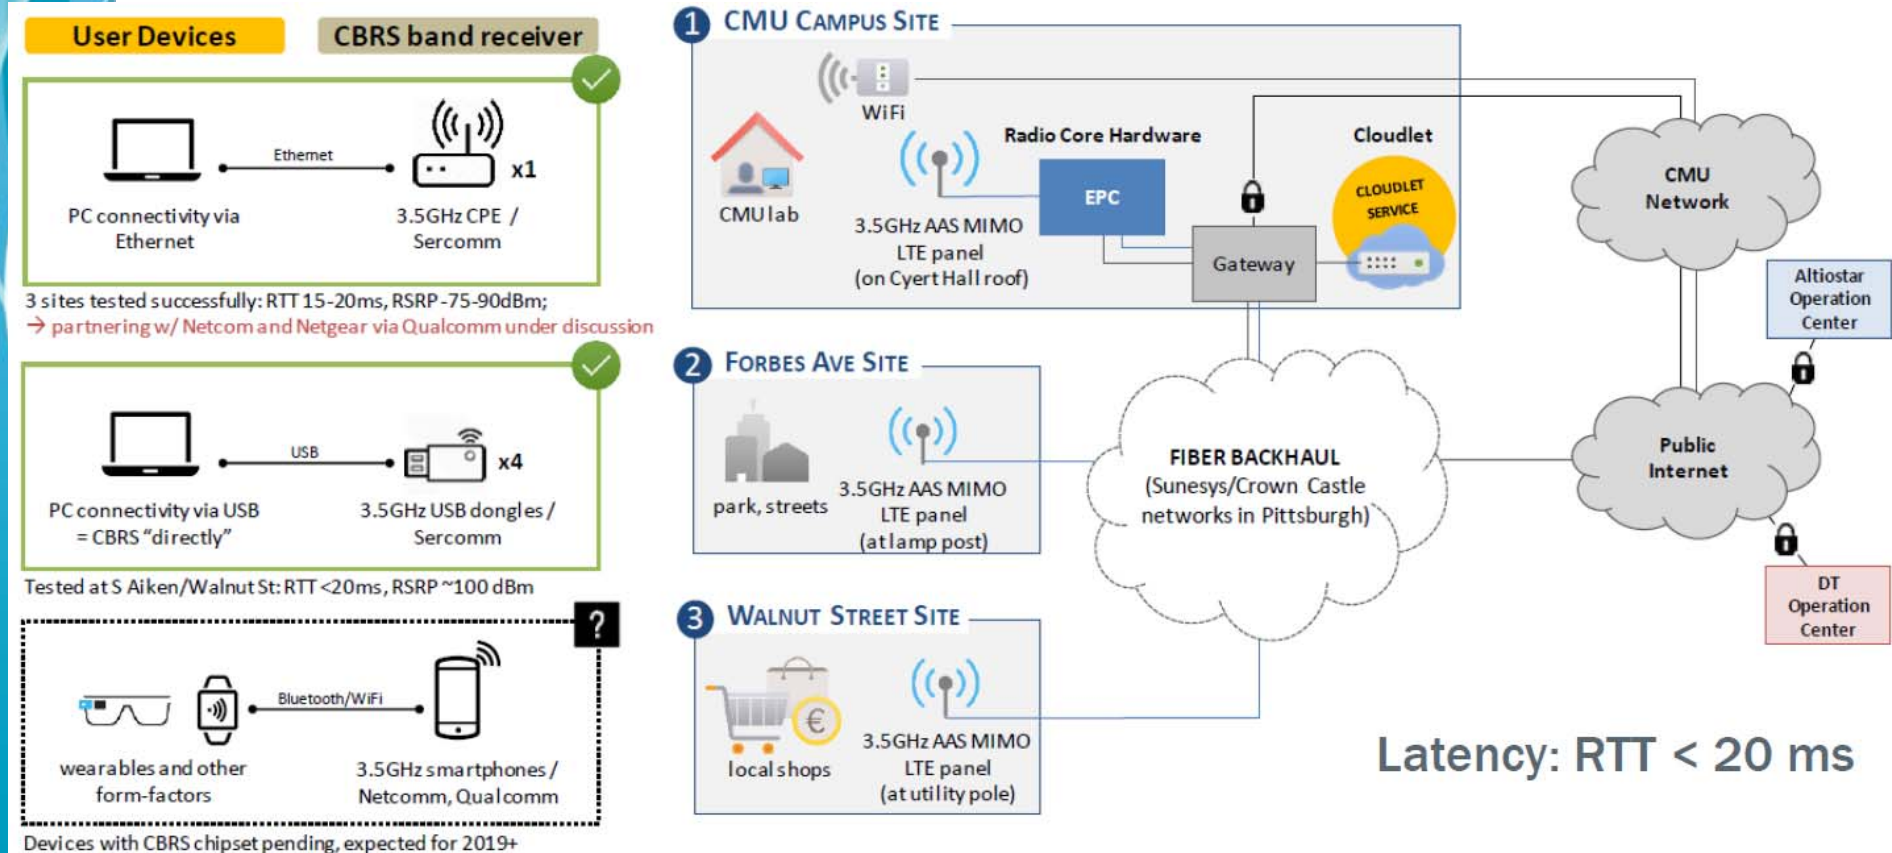 User Devices
CBRS band receiver
Ethernet
x1
PC connectivity via
Ethernet
3.5GHz CPE /
Sercomm
3 sites tested successfully: RTT 15-20ms, RSRP -75-90dBm;
→ partnering w/ Netcom and Netgear via Qualcomm under discussion
USB
x4
PC connectivity via USB
= CBRS “directly”
3.5GHz USB dongles /
Sercomm
Tested at S Aiken/Walnut St: RTT <20ms, RSRP ~100 dBm
?
Bluetooth/WiFi
wearables and other
form-factors
3.5GHz smartphones /
Netcomm, Qualcomm
Devices with CBRS chipset pending, expected for 2019+
1 CMU CAMPUS SITE
WiFi
CMU lab
3.5GHz AAS MIMO
LTE panel
(on Cyert Hall roof)
Radio Core Hardware
EPC
Gateway
Cloudlet
CLOUDLET
SERVICE
2 FORBES AVE SITE
park, streets
3.5GHz AAS MIMO
LTE panel
(at lamp post)
3 WALNUT STREET SITE
€
local shops
3.5GHz AAS MIMO
LTE panel
(at utility pole)
FIBER BACKHAUL
(Sunesys/Crown Castle
networks in Pittsburgh)
CMU
Network
Altiostar
Operation
Center
Public
Internet
DT
Operation
Center
Latency: RTT < 20 ms